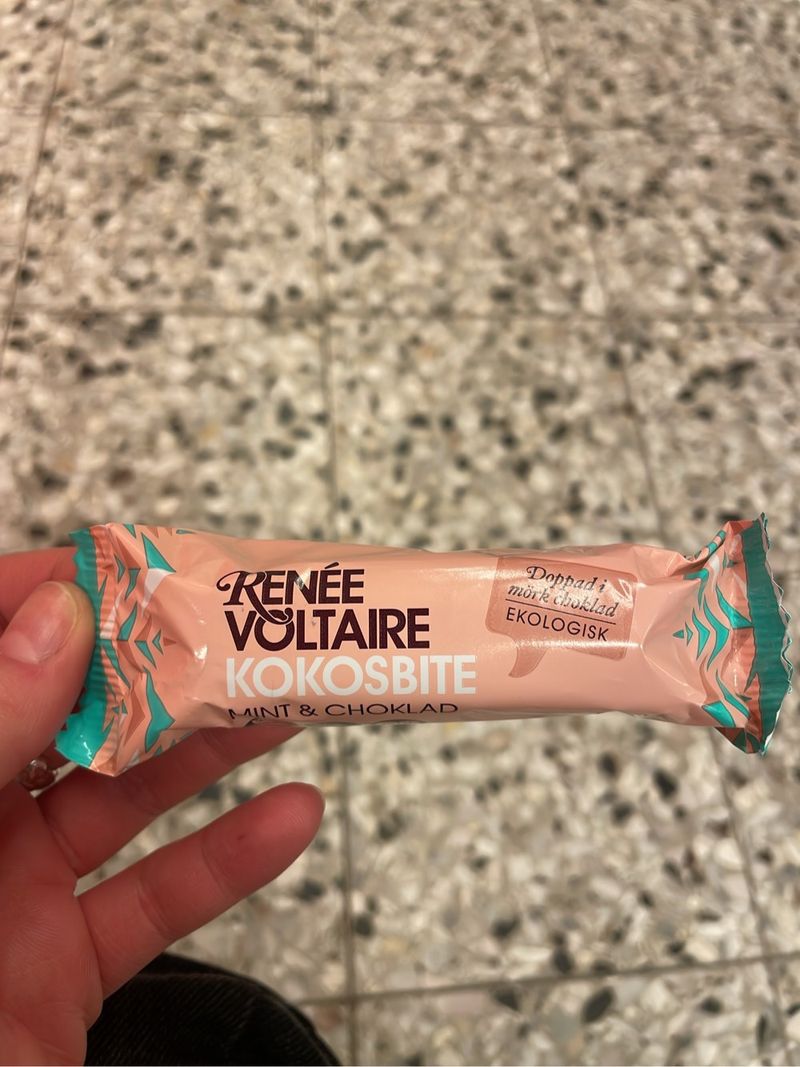 RENÉE
VOLTAIRE
KOKOSBITE
MINT & CHOKLAD
Doppad i
mörk choklad
EKOLOGISK